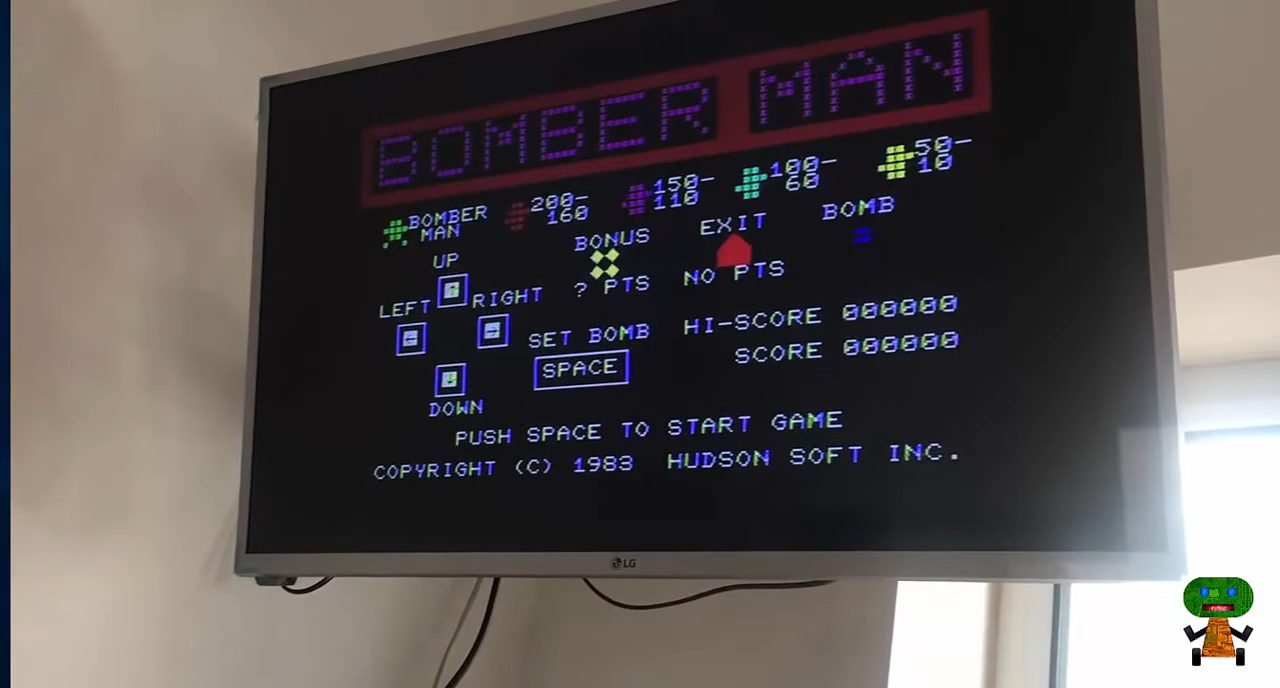 BOMBER MAN
BOMBER MAN
200-160
150-110
100-60
50-10
UP
BONUS
EXIT
BOMB
LEFT
RIGHT
? PTS
NO PTS
SET BOMB
HI-SCORE 000000
SPACE
SCORE 000000
DOWN
PUSH SPACE TO START GAME
COPYRIGHT (C) 1983 HUDSON SOFT INC.
LG